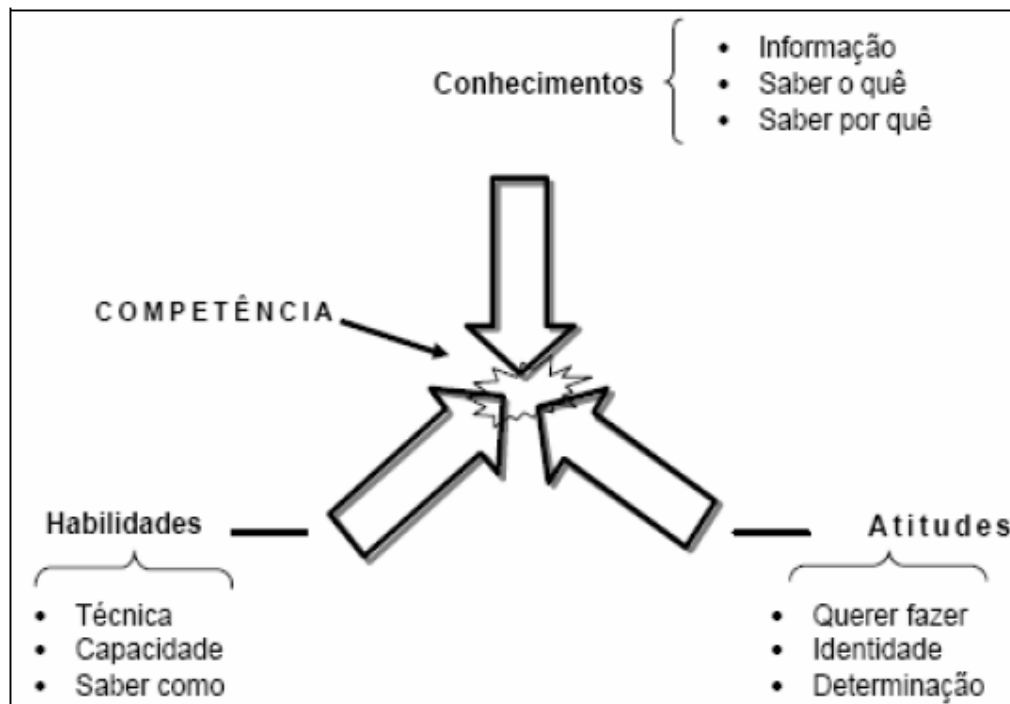 Conhecimentos
• Informação
• Saber o quê
• Saber por quê
COMPETÊNCIA
Habilidades
• Técnica
• Capacidade
• Saber como
Atitudes
• Querer fazer
• Identidade
• Determinação